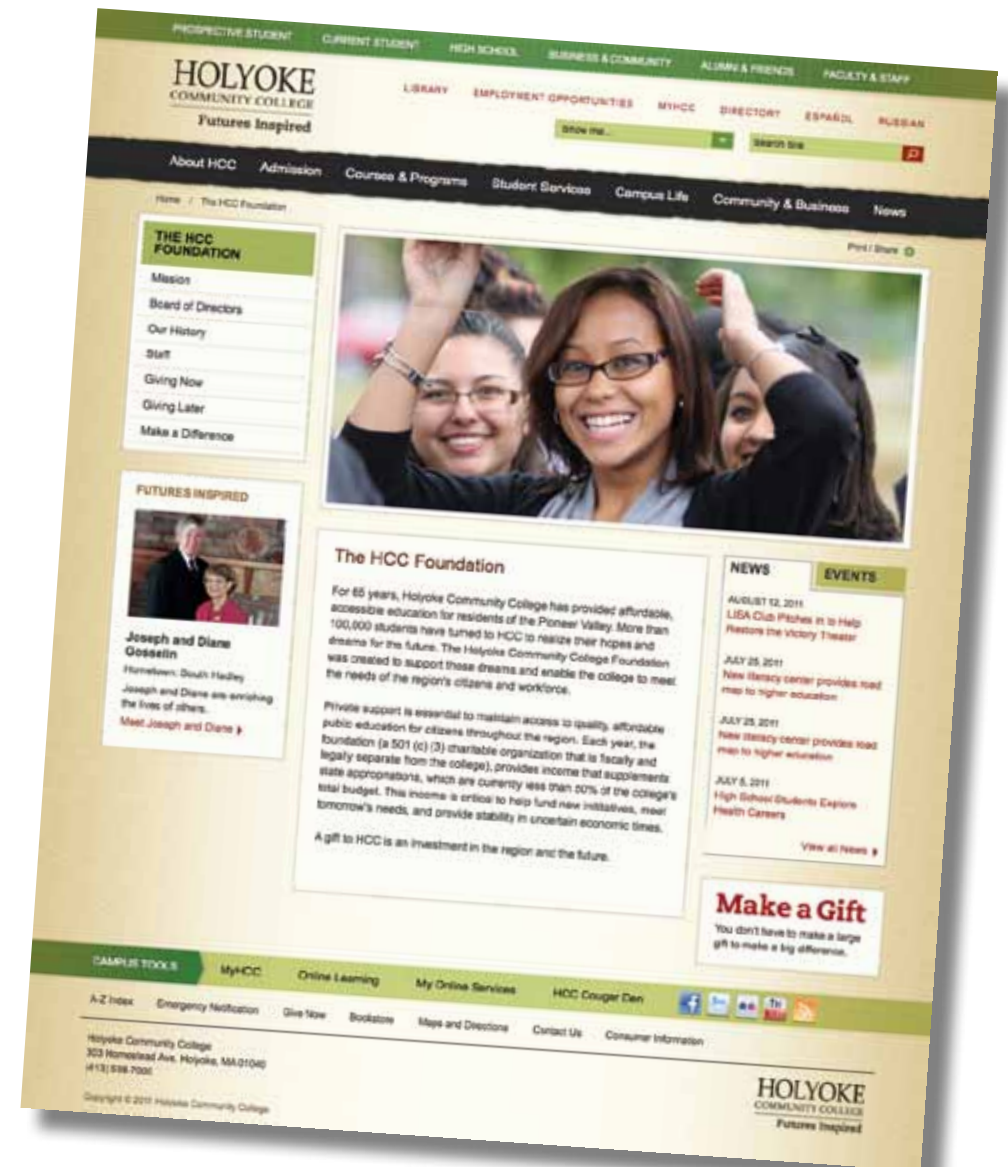 PROSPECTIVE STUDENT CURRENT STUDENT HIGH SCHOOL BUSINESS & COMMUNITY ALUMNI & FRIENDS FACULTY & STAFF
HOLYOKE
COMMUNITY COLLEGE
Futures Inspired
LIBRARY EMPLOYMENT OPPORTUNITIES MYHCC DIRECTORY ESPAÑOL RUSSIAN
Show me... Search Site
About HCC Admission Courses & Programs Student Services Campus Life Community & Business News
Home / The HCC Foundation
Print / Share
THE HCC
FOUNDATION
Mission
Board of Directors
Our History
Staff
Giving Now
Giving Later
Make a Difference
FUTURES INSPIRED
Joseph and Diane
Gosselin
Hometown: South Hadley
Joseph and Diane are enriching
the lives of others.
Meet Joseph and Diane
The HCC Foundation
For 65 years, Holyoke Community College has provided affordable,
accessible education for residents of the Pioneer Valley. More than
100,000 students have turned to HCC to realize their hopes and
dreams for the future. The Holyoke Community College Foundation
was created to support those dreams and enable the college to meet
the needs of the region's citizens and workforce.
Private support is essential to maintain access to quality, affordable
public education for citizens throughout the region. Each year, the
foundation (a 501 (c) (3) charitable organization that is fiscally and
legally separate from the college), provides income that supplements
state appropriations, which are currently less than 50% of the college's
total budget. This income is critical to help fund new initiatives, meet
tomorrow's needs, and provide stability in uncertain economic times.
A gift to HCC is an investment in the region and the future.
NEWS EVENTS
AUGUST 12, 2011
LISA Club Pitches in to Help
Restore the Victory Theater
JULY 25, 2011
New literacy center provides road
map to higher education
JULY 25, 2011
New literacy center provides road
map to higher education
JULY 5, 2011
High School Students Explore
Health Careers
View all News
Make a Gift
You don't have to make a large
gift to make a big difference.
CAMPUS TOOLS MyHCC Online Learning My Online Services HCC Cougar Den
A-Z Index Emergency Notification Give Now Bookstore Maps and Directions Contact Us Consumer Information
Holyoke Community College
303 Homestead Ave. Holyoke, MA 01040
(413) 538-7000
Copyright © 2011 Holyoke Community College
HOLYOKE
COMMUNITY COLLEGE
Futures Inspired